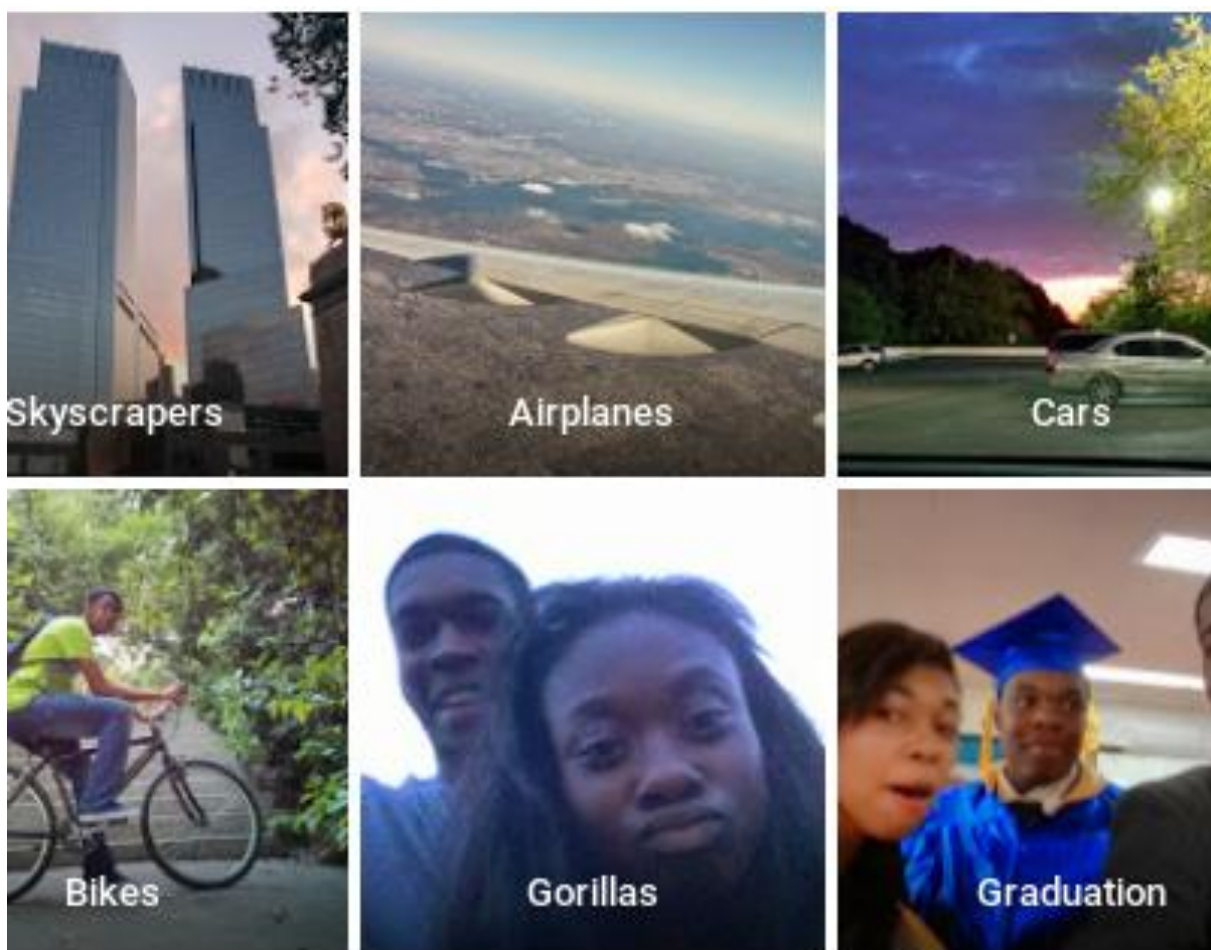 Skyscrapers
Airplanes
Cars
Bikes
Gorillas
Graduation